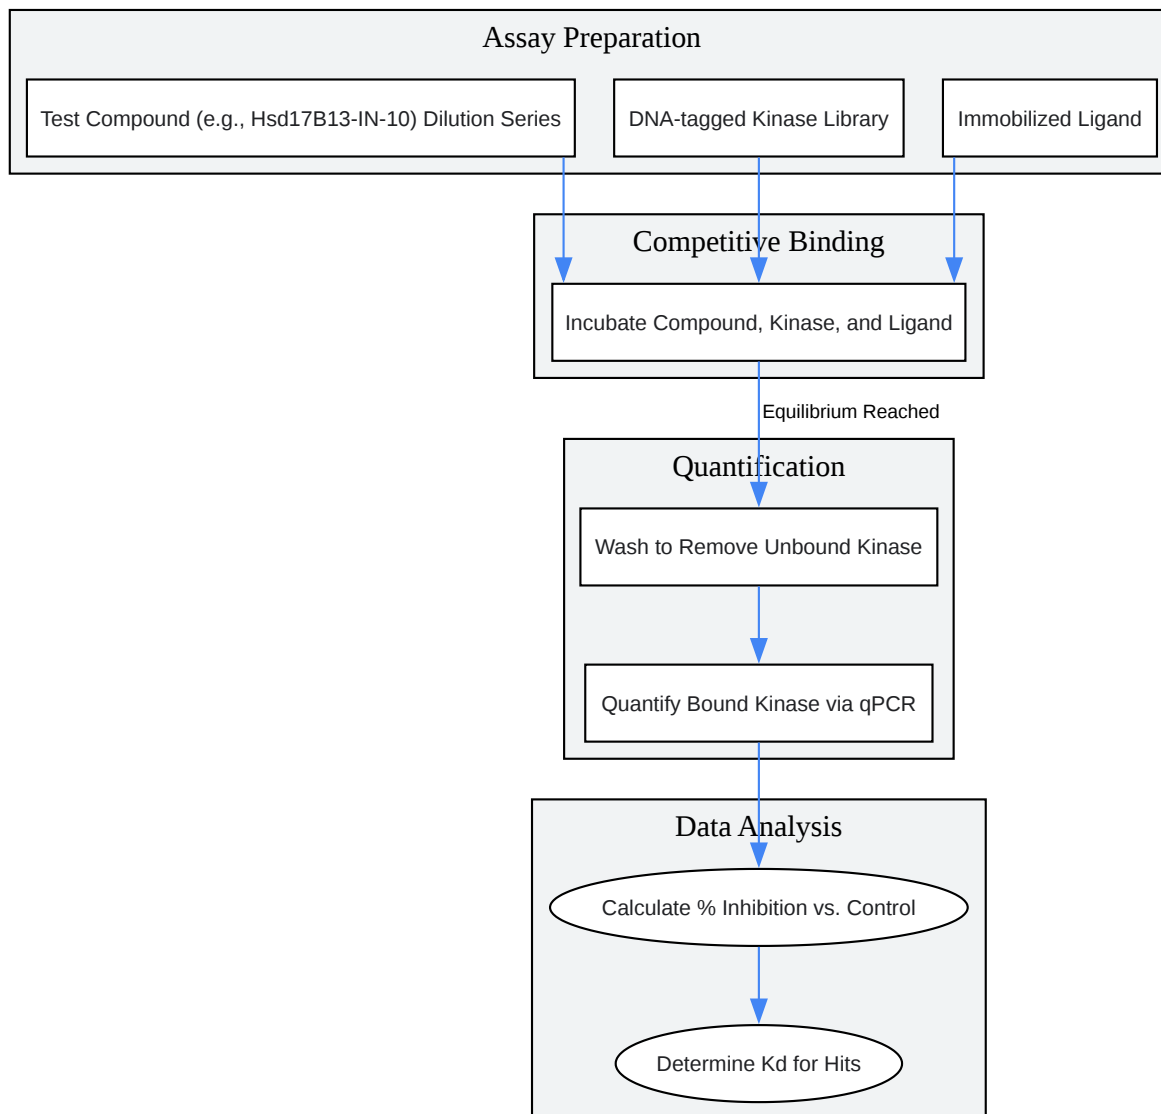 Assay Preparation
Test Compound (e.g., Hsd17B13-IN-10) Dilution Series
DNA-tagged Kinase Library
Immobilized Ligand
Competitive Binding
Incubate Compound, Kinase, and Ligand
Equilibrium Reached
Quantification
Wash to Remove Unbound Kinase
Quantify Bound Kinase via qPCR
Data Analysis
Calculate % Inhibition vs. Control
Determine Kd for Hits